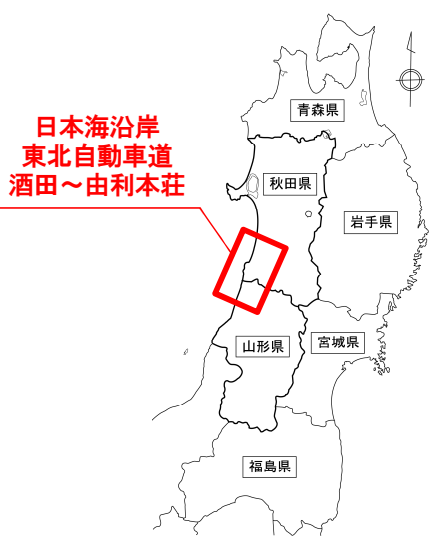 青森県
日本海沿岸
東北自動車道
酒田～由利本荘
秋田県
岩手県
山形県
宮城県
福島県